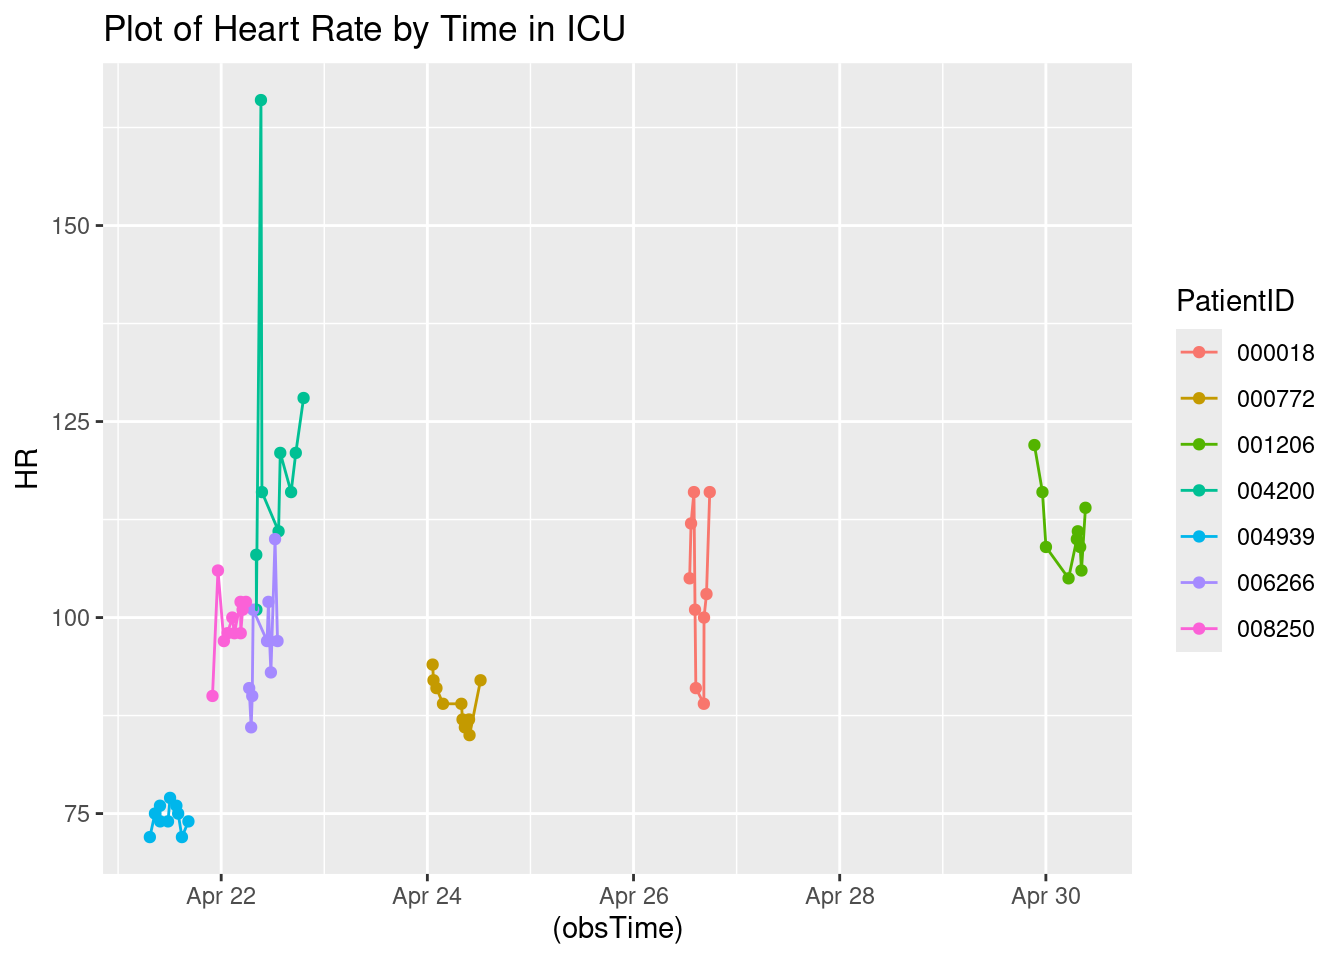 Plot of Heart Rate by Time in ICU
HR
150
125
100
75
Apr 22
Apr 24
Apr 26
Apr 28
Apr 30
(obsTime)
PatientID
000018
000772
001206
004200
004939
006266
008250